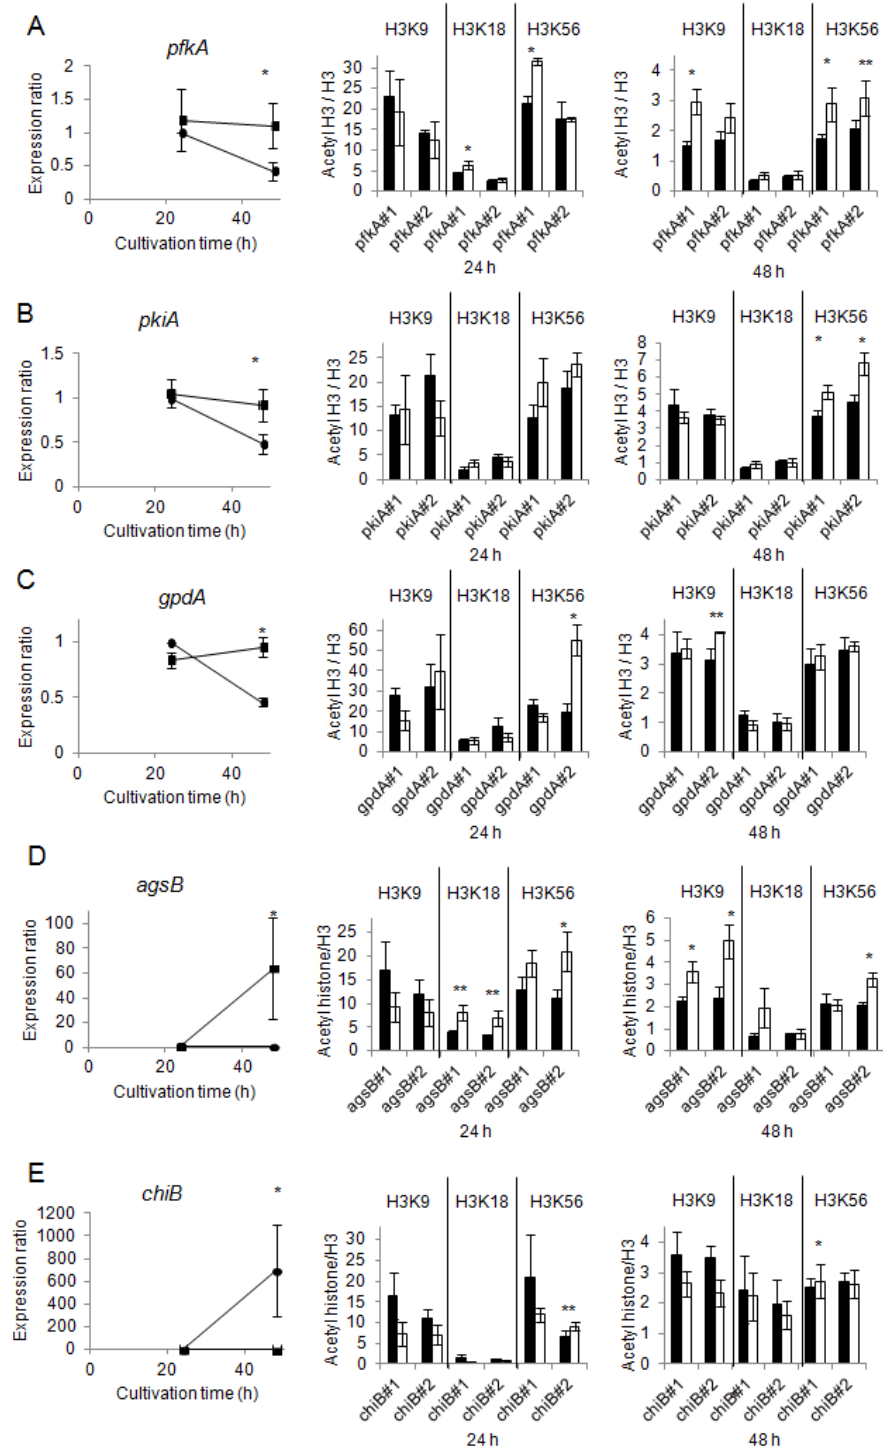 A
pfkA
*
Expression ratio
2
1.5
1
0.5
0
0 20 40
Cultivation time (h)
H3K9 H3K18 H3K56
Acetyl H3 / H3
30
25
20
15
10
5
0
* *
pfkA#1 pfkA#2 pfkA#1 pfkA#2 pfkA#1 pfkA#2
24 h
H3K9 H3K18 H3K56
Acetyl H3 / H3
4
3
2
1
0
* * **
pfkA#1 pfkA#2 pfkA#1 pfkA#2 pfkA#1 pfkA#2
48 h
B
pkiA
*
Expression ratio
1.5
1
0.5
0
0 20 40
Cultivation time (h)
H3K9 H3K18 H3K56
Acetyl H3 / H3
25
20
15
10
5
0
pkiA#1 pkiA#2 pkiA#1 pkiA#2 pkiA#1 pkiA#2
24 h
H3K9 H3K18 H3K56
Acetyl H3 / H3
8
7
6
5
4
3
2
1
0
* *
pkiA#1 pkiA#2 pkiA#1 pkiA#2 pkiA#1 pkiA#2
48 h
C
gpdA
*
Expression ratio
1
0.5
0
0 20 40
Cultivation time (h)
H3K9 H3K18 H3K56
Acetyl H3 / H3
60
50
40
30
20
10
0
*
gpdA#1 gpdA#2 gpdA#1 gpdA#2 gpdA#1 gpdA#2
24 h
H3K9 H3K18 H3K56
Acetyl H3 / H3
4
3
2
1
0
**
gpdA#1 gpdA#2 gpdA#1 gpdA#2 gpdA#1 gpdA#2
48 h
D
agsB
*
Expression ratio
100
80
60
40
20
0
0 20 40
Cultivation time (h)
H3K9 H3K18 H3K56
Acetyl histone/H3
25
20
15
10
5
0
** ** *
agsB#1 agsB#2 agsB#1 agsB#2 agsB#1 agsB#2
24 h
H3K9 H3K18 H3K56
Acetyl histone/H3
6
5
4
3
2
1
0
* * *
agsB#1 agsB#2 agsB#1 agsB#2 agsB#1 agsB#2
48 h
E
chiB
*
Expression ratio
1200
1000
800
600
400
200
0
0 20 40
Cultivation time (h)
H3K9 H3K18 H3K56
Acetyl histone/H3
30
25
20
15
10
5
0
**
chiB#1 chiB#2 chiB#1 chiB#2 chiB#1 chiB#2
24 h
H3K9 H3K18 H3K56
Acetyl histone/H3
4
3
2
1
0
*
chiB#1 chiB#2 chiB#1 chiB#2 chiB#1 chiB#2
48 h